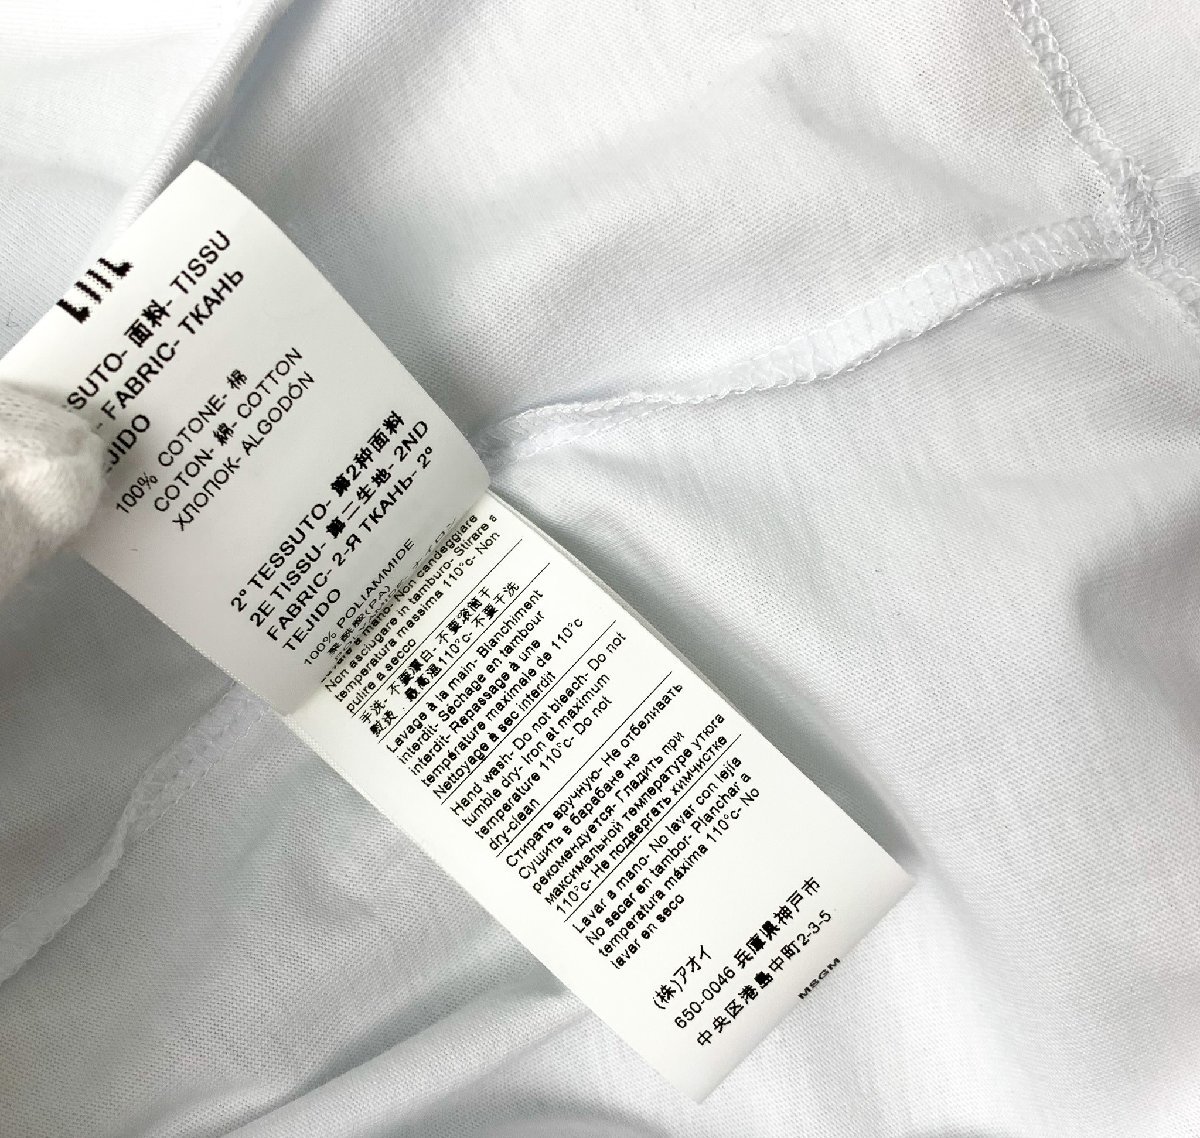 面料- TISSU
FABRIC- ТКАНЬ
100% COTONE- 棉
COTON- 綿- COTTON
ХЛОПОК- ALGODÓN
2º TESSUTO- 第2种面料
2E TISSU- 第二生地- 2ND
FABRIC- 2-Я ТКАНЬ- 2º
TEJIDO
100% POLIAMMIDE
a mano- Non candeggiare
Non asciugare in tamburo- Stirare a
temperatura massima 110°c- Non
pulire a secco
手洗- 不要漂白- 不要滚筒干
最高温110°c- 不要干洗
Lavage à la main- Blanchiment
interdit- Séchage en tambour
interdit- Repassage à une
température maximale de 110°c
Nettoyage à sec interdit
Hand wash- Do not bleach- Do not
tumble dry- Iron at maximum
temperature 110°c- Do not
dry-clean
Стирать вручную- Не отбеливать
Сушить в барабане не
рекомендуется- Гладить при
максимальной температуре утюга
110°c- Не подвергать химчистке
Lavar a mano- No lavar con lejía
No secar en tambor- Planchar a
temperatura máxima 110°c- No
lavar en seco
(株)アオイ
650-0046 兵庫県神戸市
中央区港島中町2-3-5
MSGM